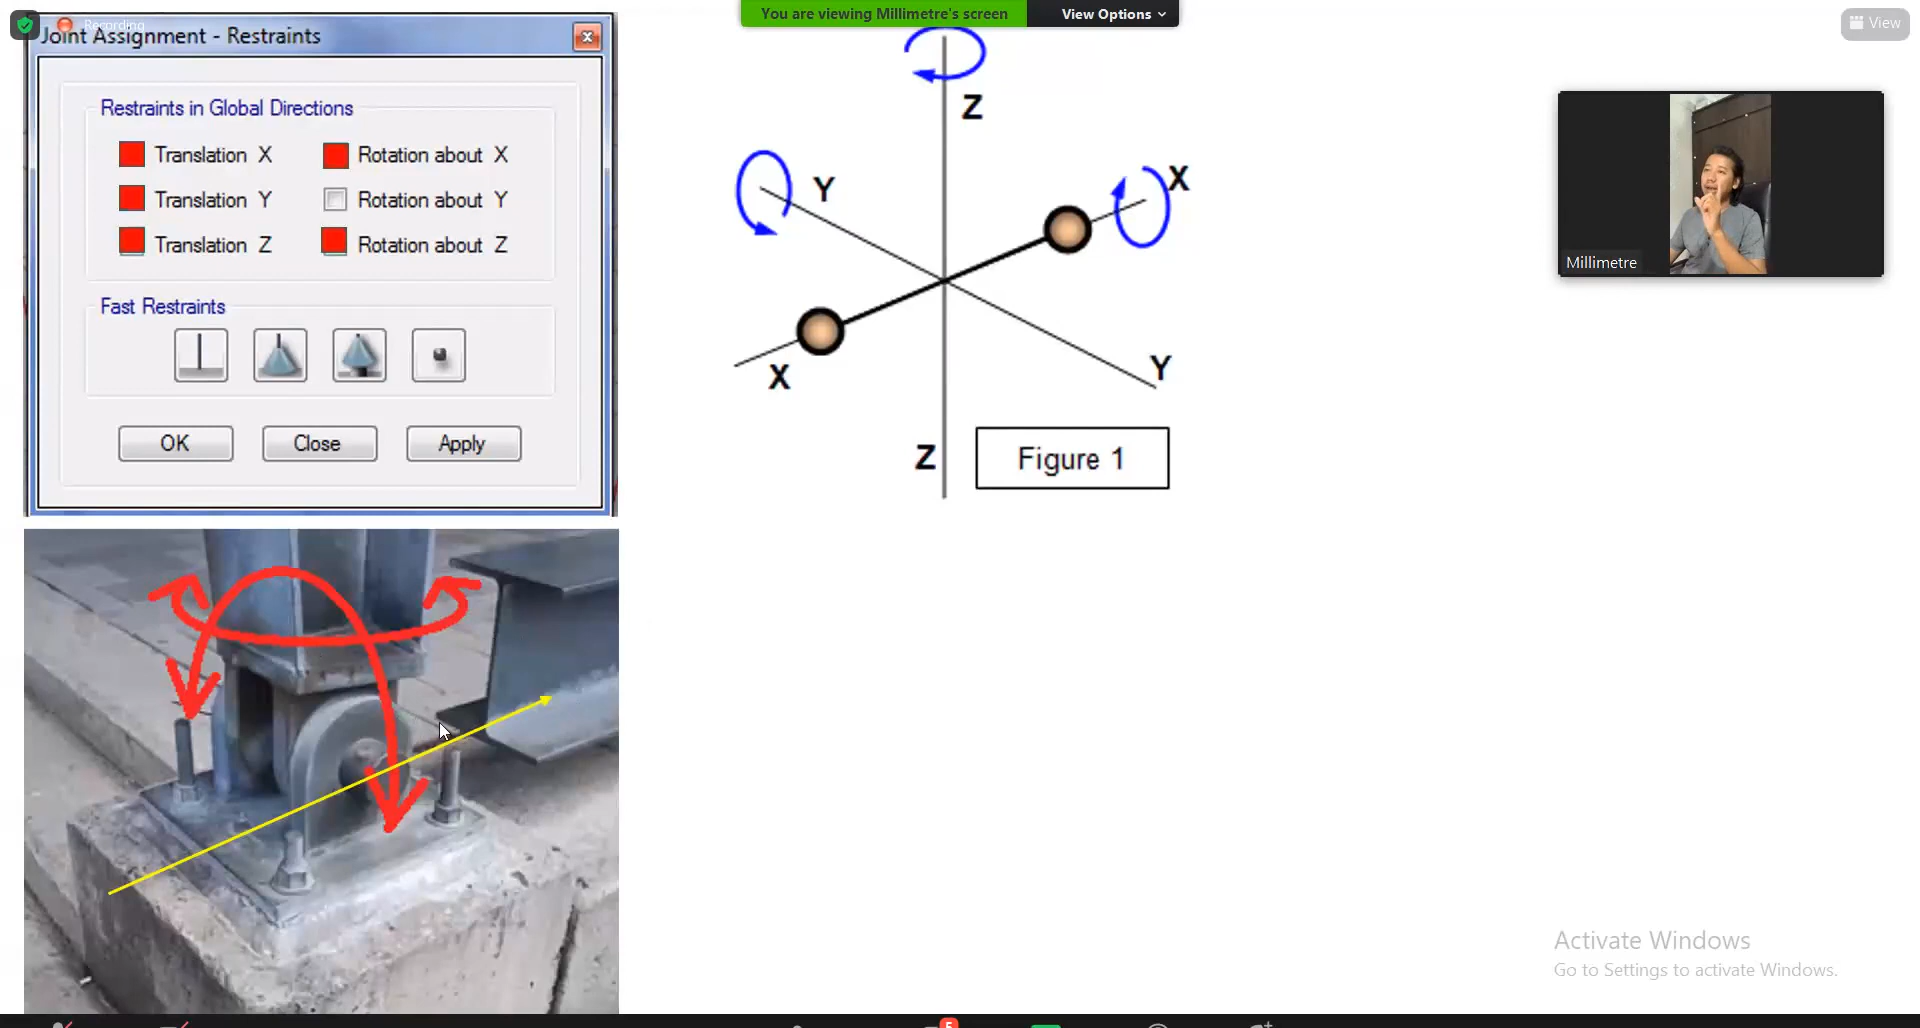 Recording
You are viewing Millimetre's screen
View Options
View
Joint Assignment - Restraints
Restraints in Global Directions
Translation X
Rotation about X
Translation Y
Rotation about Y
Translation Z
Rotation about Z
Fast Restraints
OK
Close
Apply
Z
Y
X
X
Y
Z
Figure 1
Millimetre
Activate Windows
Go to Settings to activate Windows.
5